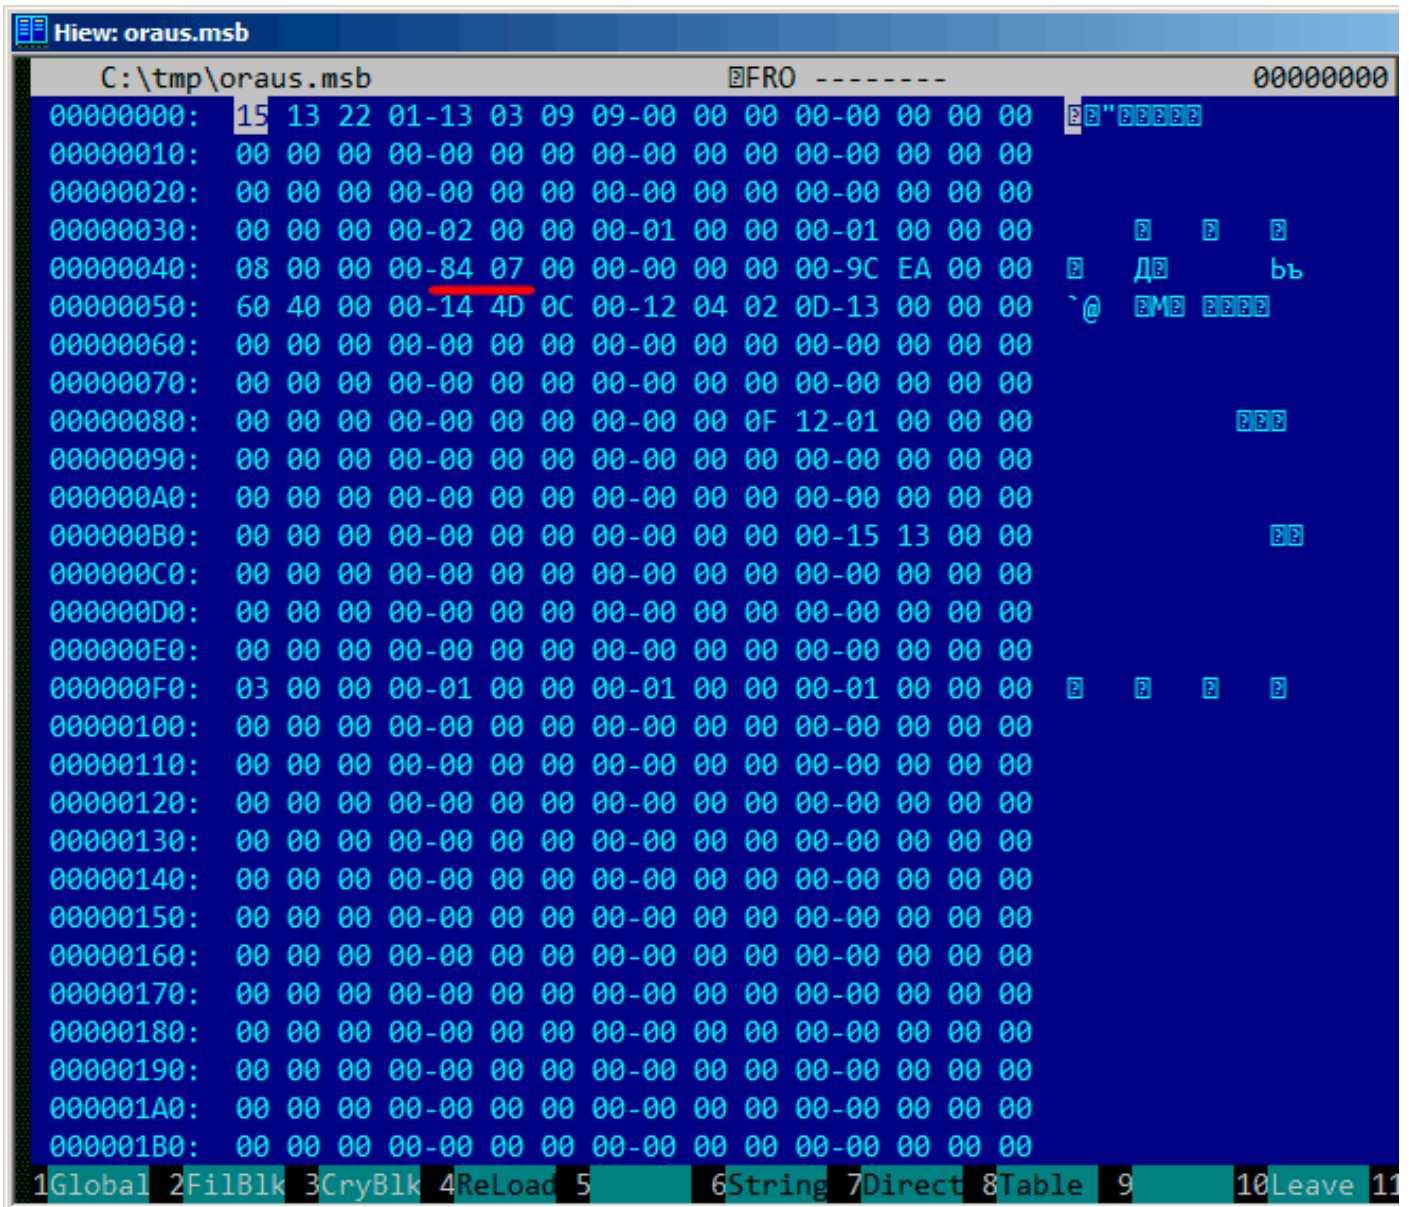 Hiew: oraus.msb
C:\tmp\oraus.msb FRO -------- 00000000
00000000: 15 13 22 01-13 03 09 09-00 00 00 00-00 00 00 00 "
00000010: 00 00 00 00-00 00 00 00-00 00 00 00-00 00 00 00
00000020: 00 00 00 00-00 00 00 00-00 00 00 00-00 00 00 00
00000030: 00 00 00 00-02 00 00 00-01 00 00 00-01 00 00 00
00000040: 08 00 00 00-84 07 00 00-00 00 00 00-9C EA 00 00 Д Ьъ
00000050: 60 40 00 00-14 4D 0C 00-12 04 02 0D-13 00 00 00 `@ M
00000060: 00 00 00 00-00 00 00 00-00 00 00 00-00 00 00 00
00000070: 00 00 00 00-00 00 00 00-00 00 00 00-00 00 00 00
00000080: 00 00 00 00-00 00 00 00-00 00 0F 12-01 00 00 00
00000090: 00 00 00 00-00 00 00 00-00 00 00 00-00 00 00 00
000000A0: 00 00 00 00-00 00 00 00-00 00 00 00-00 00 00 00
000000B0: 00 00 00 00-00 00 00 00-00 00 00 00-15 13 00 00
000000C0: 00 00 00 00-00 00 00 00-00 00 00 00-00 00 00 00
000000D0: 00 00 00 00-00 00 00 00-00 00 00 00-00 00 00 00
000000E0: 00 00 00 00-00 00 00 00-00 00 00 00-00 00 00 00
000000F0: 03 00 00 00-01 00 00 00-01 00 00 00-01 00 00 00
00000100: 00 00 00 00-00 00 00 00-00 00 00 00-00 00 00 00
00000110: 00 00 00 00-00 00 00 00-00 00 00 00-00 00 00 00
00000120: 00 00 00 00-00 00 00 00-00 00 00 00-00 00 00 00
00000130: 00 00 00 00-00 00 00 00-00 00 00 00-00 00 00 00
00000140: 00 00 00 00-00 00 00 00-00 00 00 00-00 00 00 00
00000150: 00 00 00 00-00 00 00 00-00 00 00 00-00 00 00 00
00000160: 00 00 00 00-00 00 00 00-00 00 00 00-00 00 00 00
00000170: 00 00 00 00-00 00 00 00-00 00 00 00-00 00 00 00
00000180: 00 00 00 00-00 00 00 00-00 00 00 00-00 00 00 00
00000190: 00 00 00 00-00 00 00 00-00 00 00 00-00 00 00 00
000001A0: 00 00 00 00-00 00 00 00-00 00 00 00-00 00 00 00
000001B0: 00 00 00 00-00 00 00 00-00 00 00 00-00 00 00 00
1Global 2FilBlk 3CryBlk 4ReLoad 5 6String 7Direct 8Table 9 10Leave 11